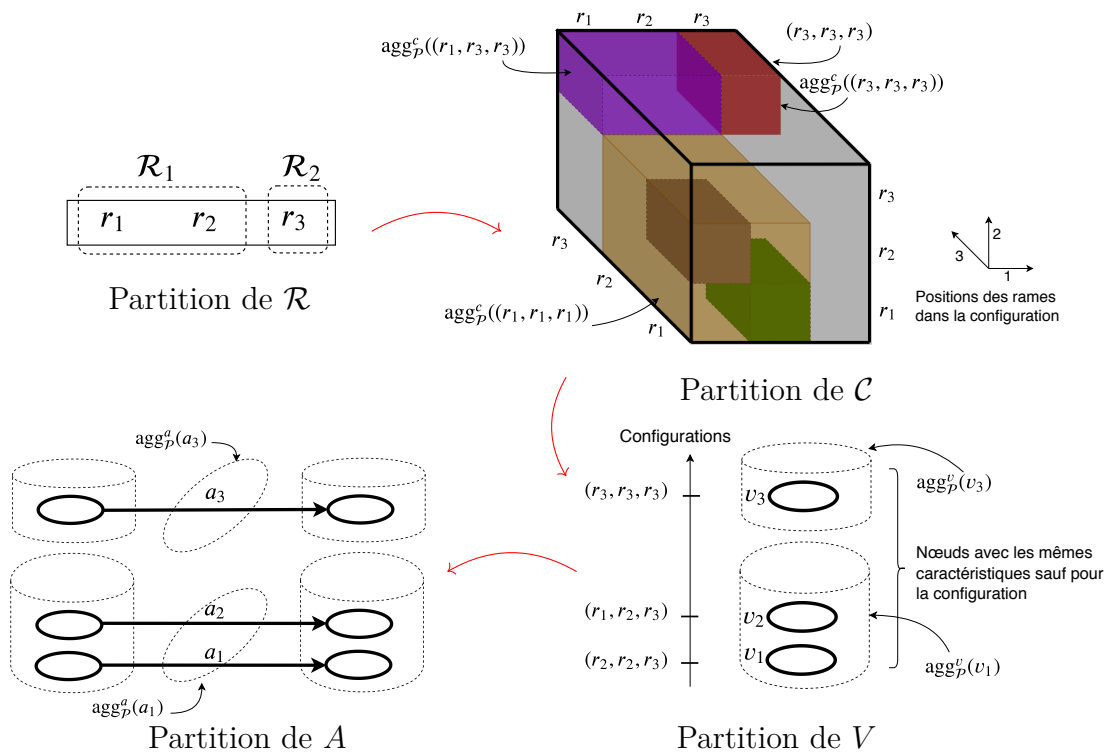 r1 r2 r3
agg^c_P((r1, r3, r3))
(r3, r3, r3)
agg^c_P((r3, r3, r3))
R1 R2
r1 r2 r3
Partition de R
r3
r2
r1
r3
r2
r1
agg^c_P((r1, r1, r1))
2
3
1
Positions des rames
dans la configuration
Partition de C
Configurations
(r3, r3, r3)
(r1, r2, r3)
(r2, r2, r3)
v3
v2
v1
agg^v_P(v3)
Nœuds avec les mêmes
caractéristiques sauf pour
la configuration
agg^v_P(v1)
Partition de V
agg^a_P(a3)
a3
a2
a1
agg^a_P(a1)
Partition de A